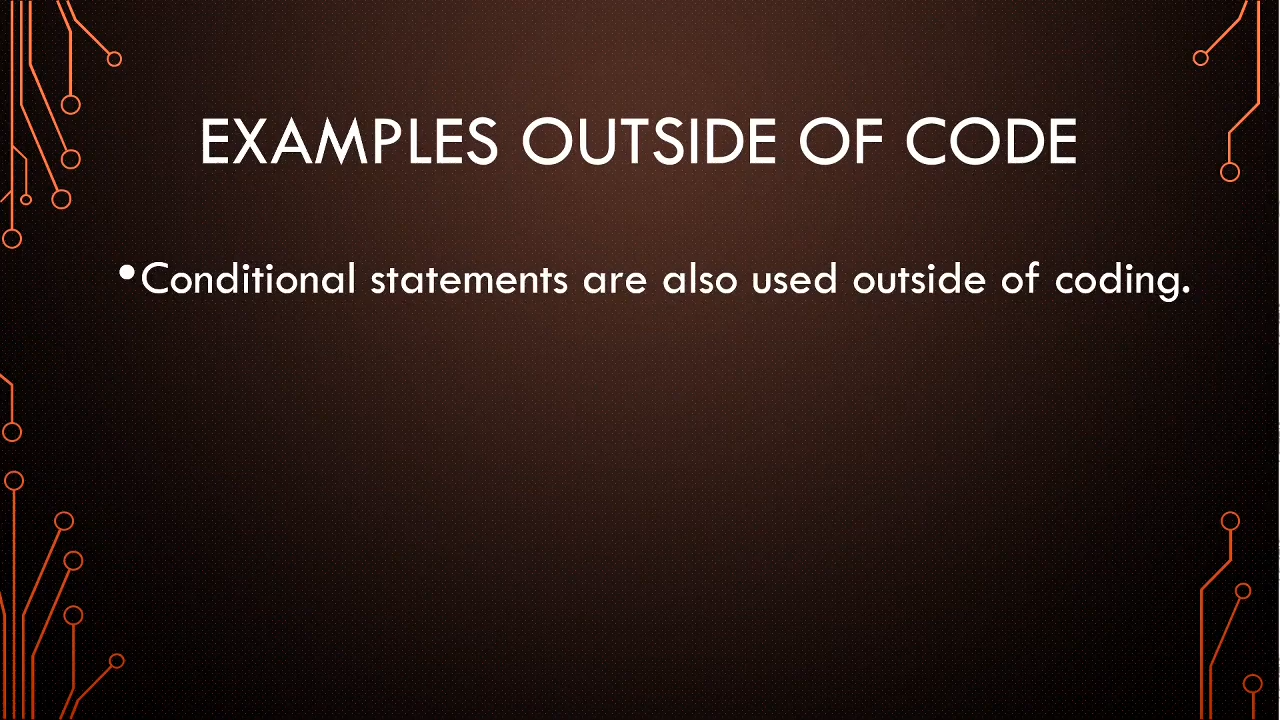 EXAMPLES OUTSIDE OF CODE
•Conditional statements are also used outside of coding.